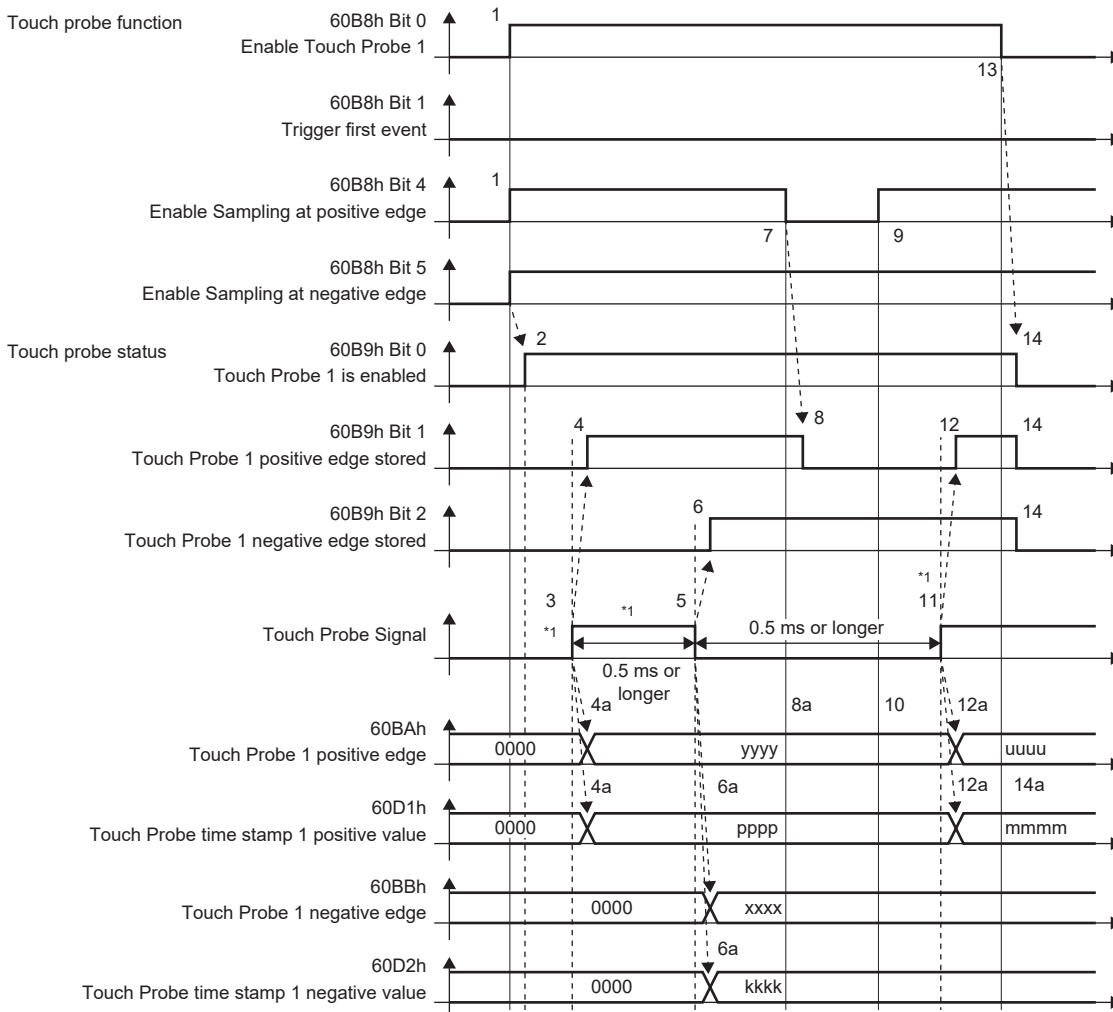 Touch probe function
60B8h Bit 0
Enable Touch Probe 1
1
13
60B8h Bit 1
Trigger first event
60B8h Bit 4
Enable Sampling at positive edge
1
7
9
60B8h Bit 5
Enable Sampling at negative edge
Touch probe status
60B9h Bit 0
Touch Probe 1 is enabled
2
14
60B9h Bit 1
Touch Probe 1 positive edge stored
4
8
12
14
60B9h Bit 2
Touch Probe 1 negative edge stored
6
14
Touch Probe Signal
3
*1
*1
5
*1
11
0.5 ms or
longer
0.5 ms or longer
60BAh
Touch Probe 1 positive edge
4a
8a
10
12a
0000
yyyy
uuuu
60D1h
Touch Probe time stamp 1 positive value
4a
6a
12a
14a
0000
pppp
mmmm
60BBh
Touch Probe 1 negative edge
0000
xxxx
60D2h
Touch Probe time stamp 1 negative value
6a
0000
kkkk